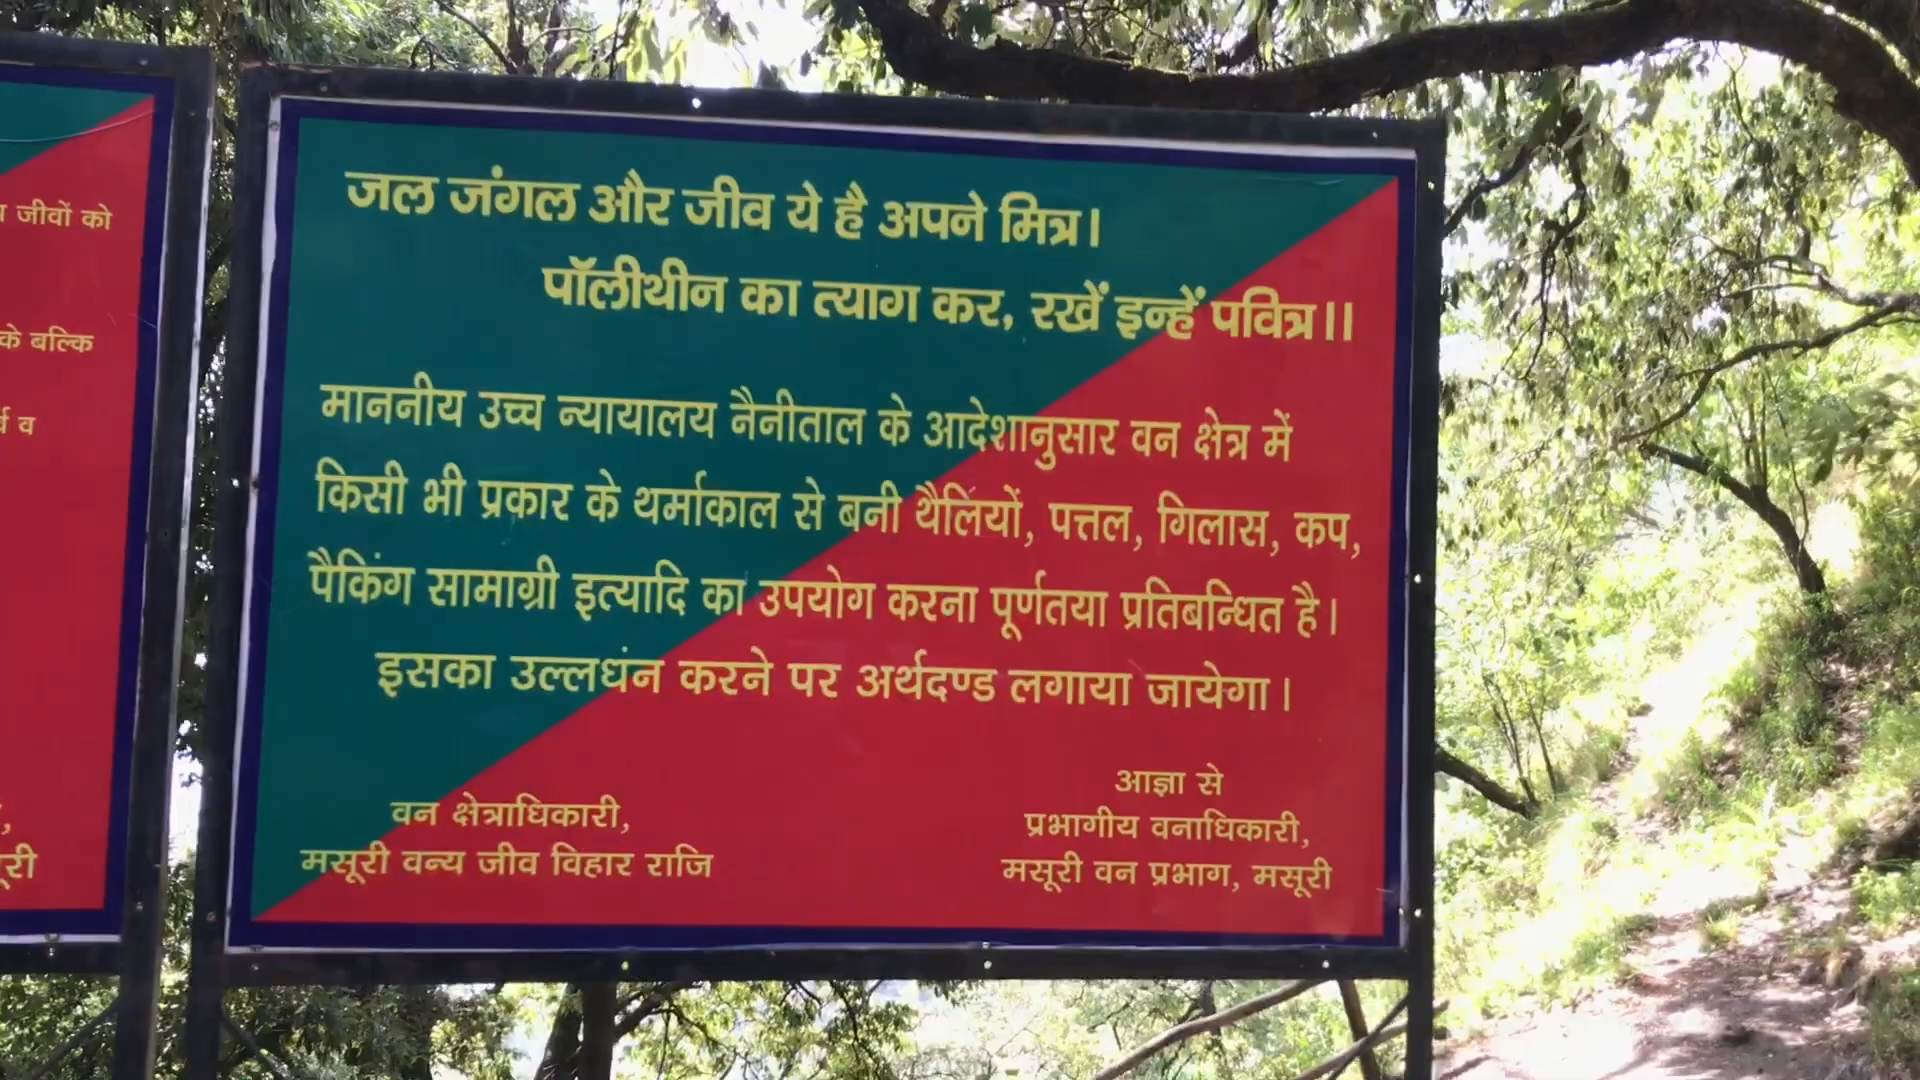 जीवों को
के बल्कि
व
जल जंगल और जीव ये है अपने मित्र।
पॉलीथीन का त्याग कर, रखें इन्हें पवित्र।।
माननीय उच्च न्यायालय नैनीताल के आदेशानुसार वन क्षेत्र में
किसी भी प्रकार के थर्माकाल से बनी थैलियों, पत्तल, गिलास, कप,
पैकिंग सामाग्री इत्यादि का उपयोग करना पूर्णतया प्रतिबन्धित है।
इसका उल्लधंन करने पर अर्थदण्ड लगाया जायेगा।
वन क्षेत्राधिकारी,
मसूरी वन्य जीव विहार राजि
आज्ञा से
प्रभागीय वनाधिकारी,
मसूरी वन प्रभाग, मसूरी